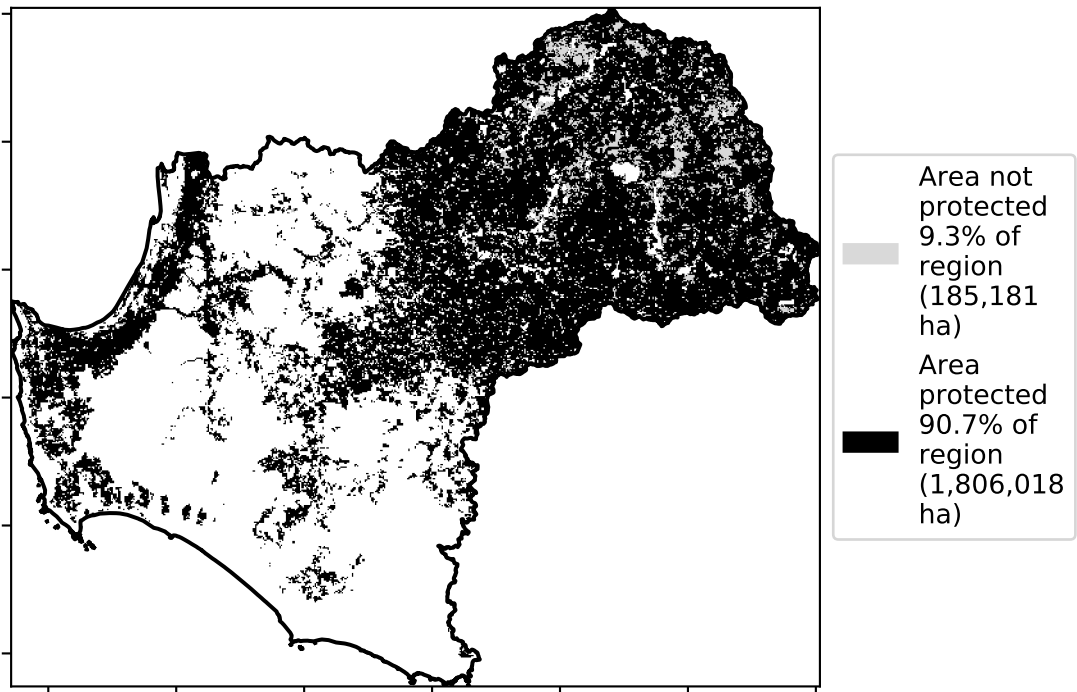 Area not
protected
9.3% of
region
(185,181
ha)
Area
protected
90.7% of
region
(1,806,018
ha)